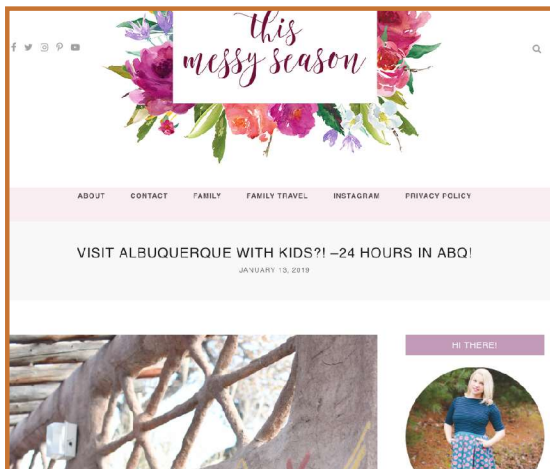 this
messy season
ABOUT CONTACT FAMILY FAMILY TRAVEL INSTAGRAM PRIVACY POLICY
VISIT ALBUQUERQUE WITH KIDS?! –24 HOURS IN ABQ!
JANUARY 13, 2019
HI THERE!